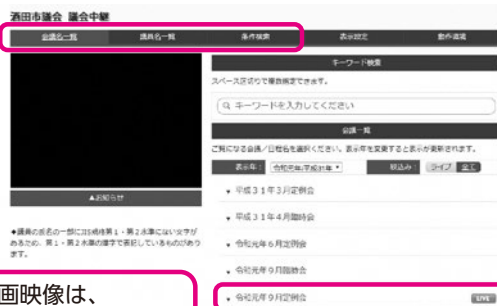 酒田市議会 議会中継
会議名一覧 議員名一覧 条件検索 表示設定 動作環境
キーワード検索
スペース区切りで複数指定できます。
キーワードを入力してください
会議一覧
ご覧になる会議/日程名を選択ください。表示年を変更すると表示が更新されます。
表示年: 令和元年/平成31年 絞込み: ライブ 全て
▲お知らせ
▼ 平成31年3月定例会
▼ 平成31年4月臨時会
◆議員の氏名の一部にJIS規格第1・第2水準にない文字が
あるため、第1・第2水準の漢字で表記しているものがあり
ます。
▼ 令和元年6月定例会
▼ 令和元年9月臨時会
▼ 令和元年9月定例会 LIVE
画映像は、